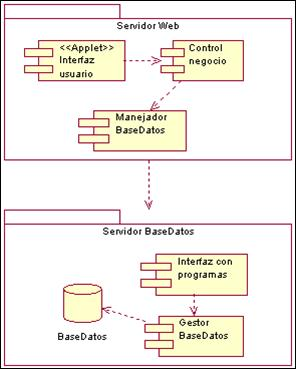 Servidor Web
<<Applet>>
Interfaz
usuario
Control
negocio
Manejador
BaseDatos
Servidor BaseDatos
Interfaz con
programas
BaseDatos
Gestor
BaseDatos